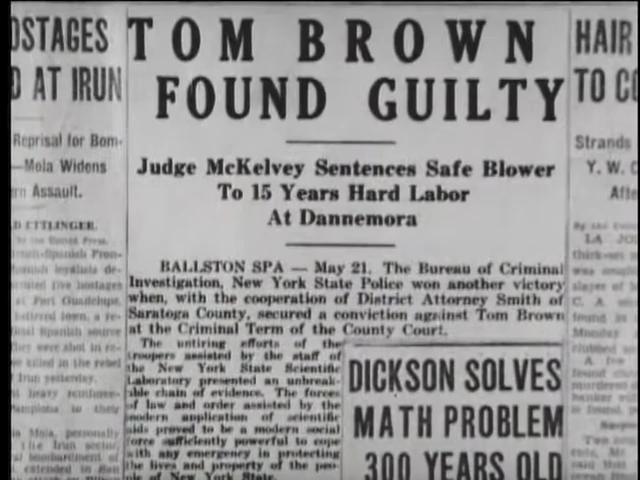 OSTAGES
D AT IRUN
Reprisal for Bom-
—Mola Widens
rn Assault.
D ETTLINGER.
TOM BROWN
FOUND GUILTY
Judge McKelvey Sentences Safe Blower
To 15 Years Hard Labor
At Dannemora
BALLSTON SPA — May 21. The Bureau of Criminal
Investigation, New York State Police won another victory
when, with the cooperation of District Attorney Smith of
Saratoga County, secured a conviction against Tom Brown
at the Criminal Term of the County Court.
The untiring efforts of the
troopers assisted by the staff of
the New York State Scientific
Laboratory presented an unbreak-
able chain of evidence. The forces
of law and order assisted by the
modern application of scientific
aids proved to be a modern social
force sufficiently powerful to cope
with any emergency in protecting
the lives and property of the peo-
ple of New York State.
DICKSON SOLVES
MATH PROBLEM
300 YEARS OLD
HAIR
TO CO
Strands
Y. W. C
Afte
LA JO